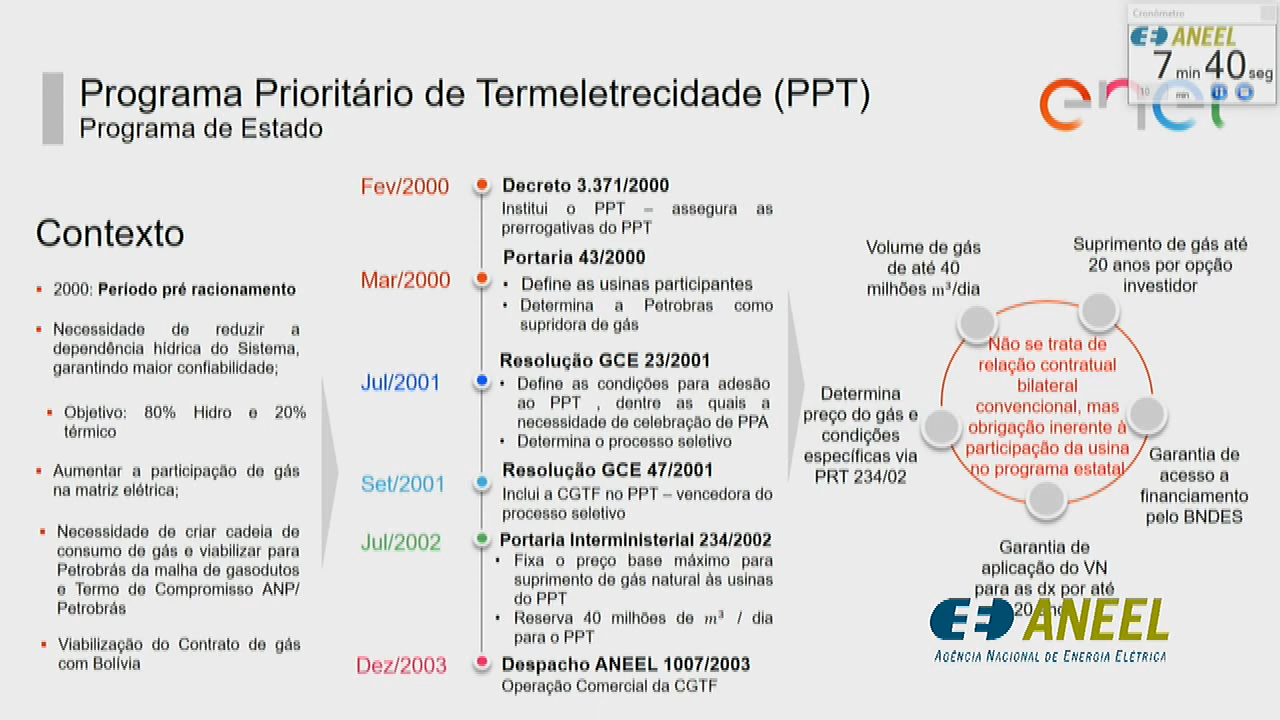 Cronômetro
ANEEL
7 min 40 seg
10 min
enel
Programa Prioritário de Termeletrecidade (PPT)
Programa de Estado
Contexto
2000: Período pré racionamento
Necessidade de reduzir a
dependência hídrica do Sistema,
garantindo maior confiabilidade;
Objetivo: 80% Hidro e 20%
térmico
Aumentar a participação de gás
na matriz elétrica;
Necessidade de criar cadeia de
consumo de gás e viabilizar para
Petrobrás da malha de gasodutos
e Termo de Compromisso ANP/
Petrobrás
Viabilização do Contrato de gás
com Bolívia
Fev/2000
Decreto 3.371/2000
Institui o PPT – assegura as
prerrogativas do PPT
Mar/2000
Portaria 43/2000
• Define as usinas participantes
• Determina a Petrobras como
supridora de gás
Jul/2001
Resolução GCE 23/2001
• Define as condições para adesão
ao PPT , dentre as quais a
necessidade de celebração de PPA
• Determina o processo seletivo
Set/2001
Resolução GCE 47/2001
Inclui a CGTF no PPT – vencedora do
processo seletivo
Jul/2002
Portaria Interministerial 234/2002
• Fixa o preço base máximo para
suprimento de gás natural às usinas
do PPT
• Reserva 40 milhões de m³ / dia
para o PPT
Dez/2003
Despacho ANEEL 1007/2003
Operação Comercial da CGTF
Volume de gás
de até 40
milhões m³/dia
Suprimento de gás até
20 anos por opção
investidor
Determina
preço do gás e
condições
específicas via
PRT 234/02
Não se trata de
relação contratual
bilateral
convencional, mas
obrigação inerente à
participação da usina
no programa estatal
Garantia de
acesso a
financiamento
pelo BNDES
Garantia de
aplicação do VN
para as dx por até
20
ANEEL
AGÊNCIA NACIONAL DE ENERGIA ELÉTRICA